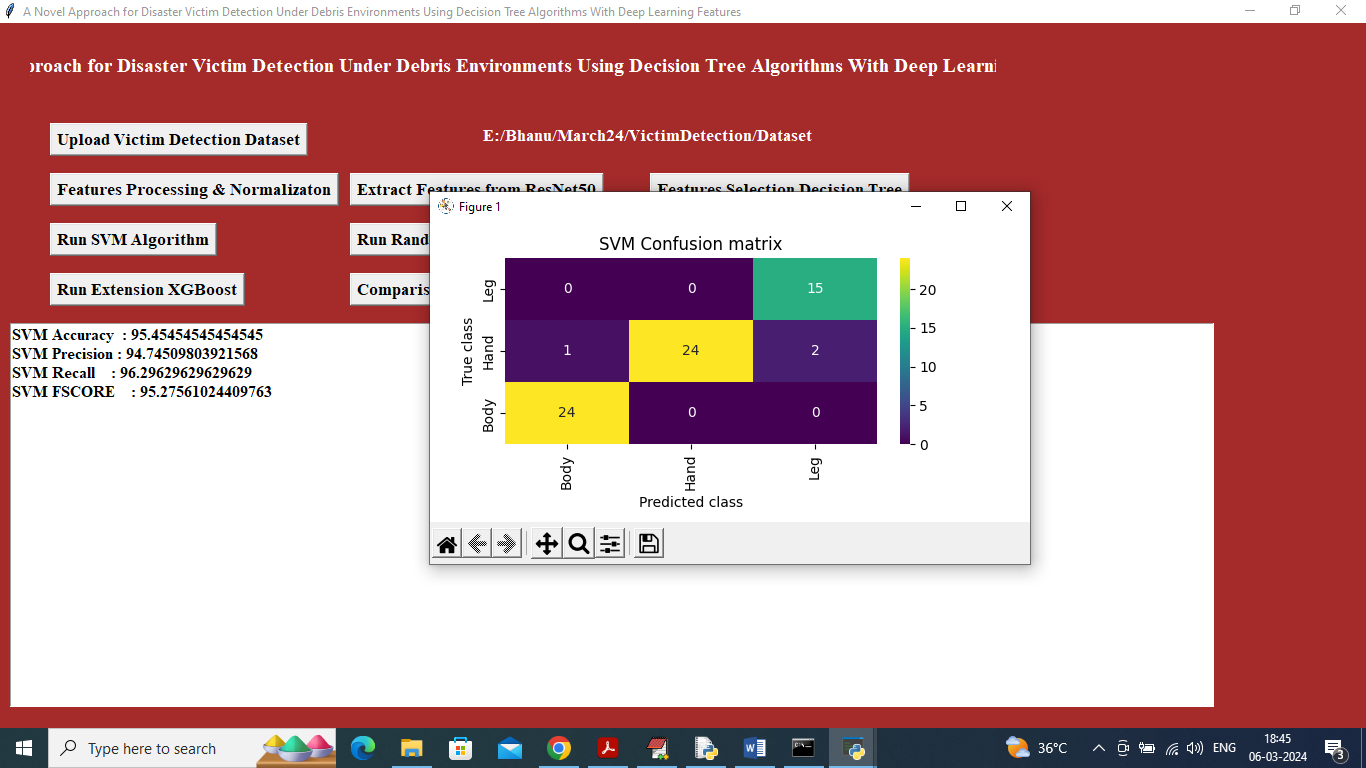 A Novel Approach for Disaster Victim Detection Under Debris Environments Using Decision Tree Algorithms With Deep Learning Features
proach for Disaster Victim Detection Under Debris Environments Using Decision Tree Algorithms With Deep Learni
Upload Victim Detection Dataset
E:/Bhanu/March24/VictimDetection/Dataset
Features Processing & Normalizaton
Extract Features from ResNet50
Features Selection Decision Tree
Run SVM Algorithm
Run Rand
Run Extension XGBoost
Comparis
SVM Accuracy : 95.45454545454545
SVM Precision : 94.74509803921568
SVM Recall : 96.29629629629629
SVM FSCORE : 95.27561024409763
Figure 1
SVM Confusion matrix
True class
Leg
0 0 15
Hand
1 24 2
Body
24 0 0
Body Hand Leg
Predicted class
20
15
10
5
0
Type here to search
36°C
ENG
18:45
06-03-2024
3